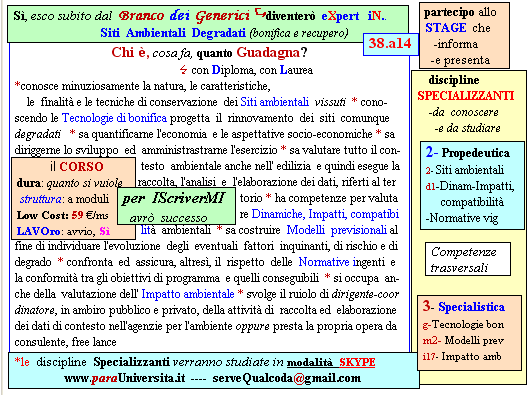 Sì, esco subito dal Branco dei Generici diventerò eXpert iN..
Siti Ambientali Degradati (bonifica e recupero)
38.a14
Chi è, cosa fa, quanto Guadagna?
con Diploma, con Laurea
*conosce minuziosamente la natura, le caratteristiche,
le finalità e le tecniche di conservazione dei Siti ambientali vissuti * cono-
scendo le Tecnologie di bonifica progetta il rinnovamento dei siti comunque
degradati * sa quantificarne l'economia e le aspettative socio-economiche * sa
dirigerne lo sviluppo ed amministrastrarne l'esercizio * sa valutare tutto il con-
testo ambientale anche nell' edilizia e quindi esegue la
raccolta, l'analisi e l'elaborazione dei dati, riferiti al ter
torio * ha competenze per valuta
re Dinamiche, Impatti, compatibi
lità ambientali * sa costruire Modelli previsionali al
fine di individuare l'evoluzione degli eventuali fattori inquinanti, di rischio e di
degrado * confronta ed assicura, altresì, il rispetto delle Normative ingenti e
la conformità tra gli obiettivi di programma e quelli conseguibili * si occupa an-
che della valutazione dell' Impatto ambientale * svolge il ruiolo di dirigente-coor
dinatore, in ambiro pubblico e privato, della attività di raccolta ed elaborazione
dei dati di contesto nell'agenzie per l'ambiente oppure presta la propria opera da
consulente, free lance
il CORSO
dura: quanto si vuiole
struttura: a moduli
Low Cost: 59 €/ms
LAVOro: avvio, Si
per IScriverMI
avrò successo
*1e discipline Specializzanti verranno studiate in modalità SKYPE
www.paraUniversita.it ---- serveQualcoda@gmail.com
partecipo allo
STAGE che
-informa
-e presenta
discipline
SPECIALIZZANTI
-da conoscere
-e da studiare
2- Propedeutica
2- Siti ambientali
d1-Dinam-Impatti,
compatibilità
-Normative vig
Competenze
trasversali
3- Specialistica
g-Tecnologie bon
m2- Modelli prev
i17- Impatto amb